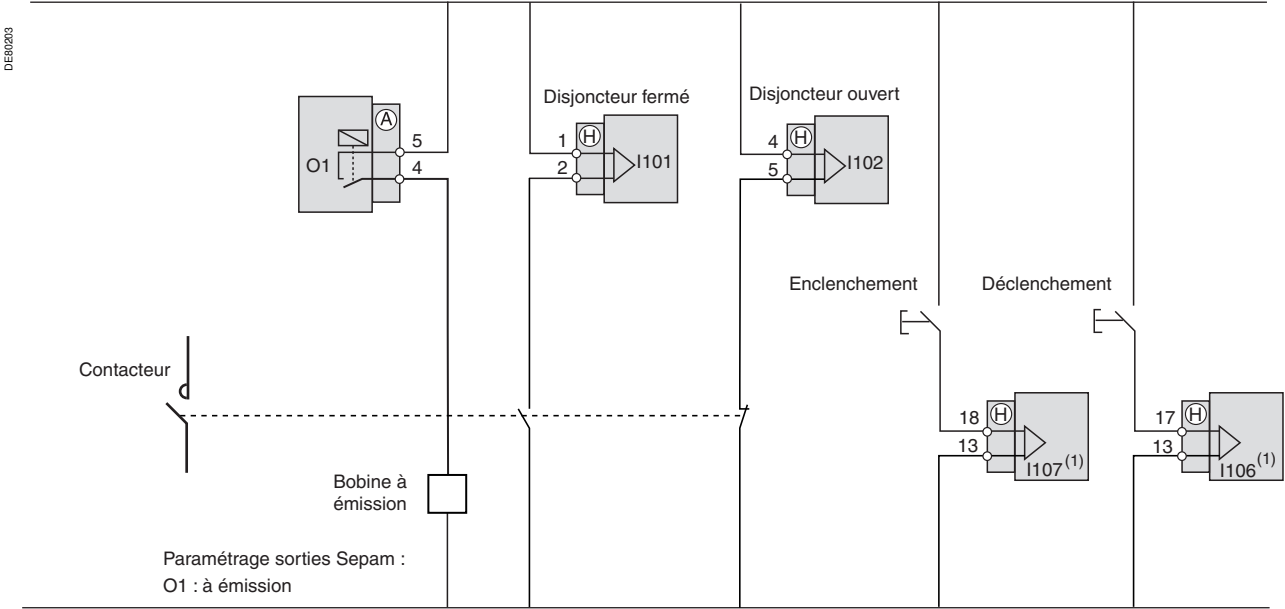 DE80203
Disjoncteur fermé
Disjoncteur ouvert
A
5
4
O1
H
1
2
I101
H
4
5
I102
Enclenchement
Déclenchement
Contacteur
18
13
H
I107(1)
17
13
H
I106(1)
Bobine à
émission
Paramétrage sorties Sepam :
O1 : à émission